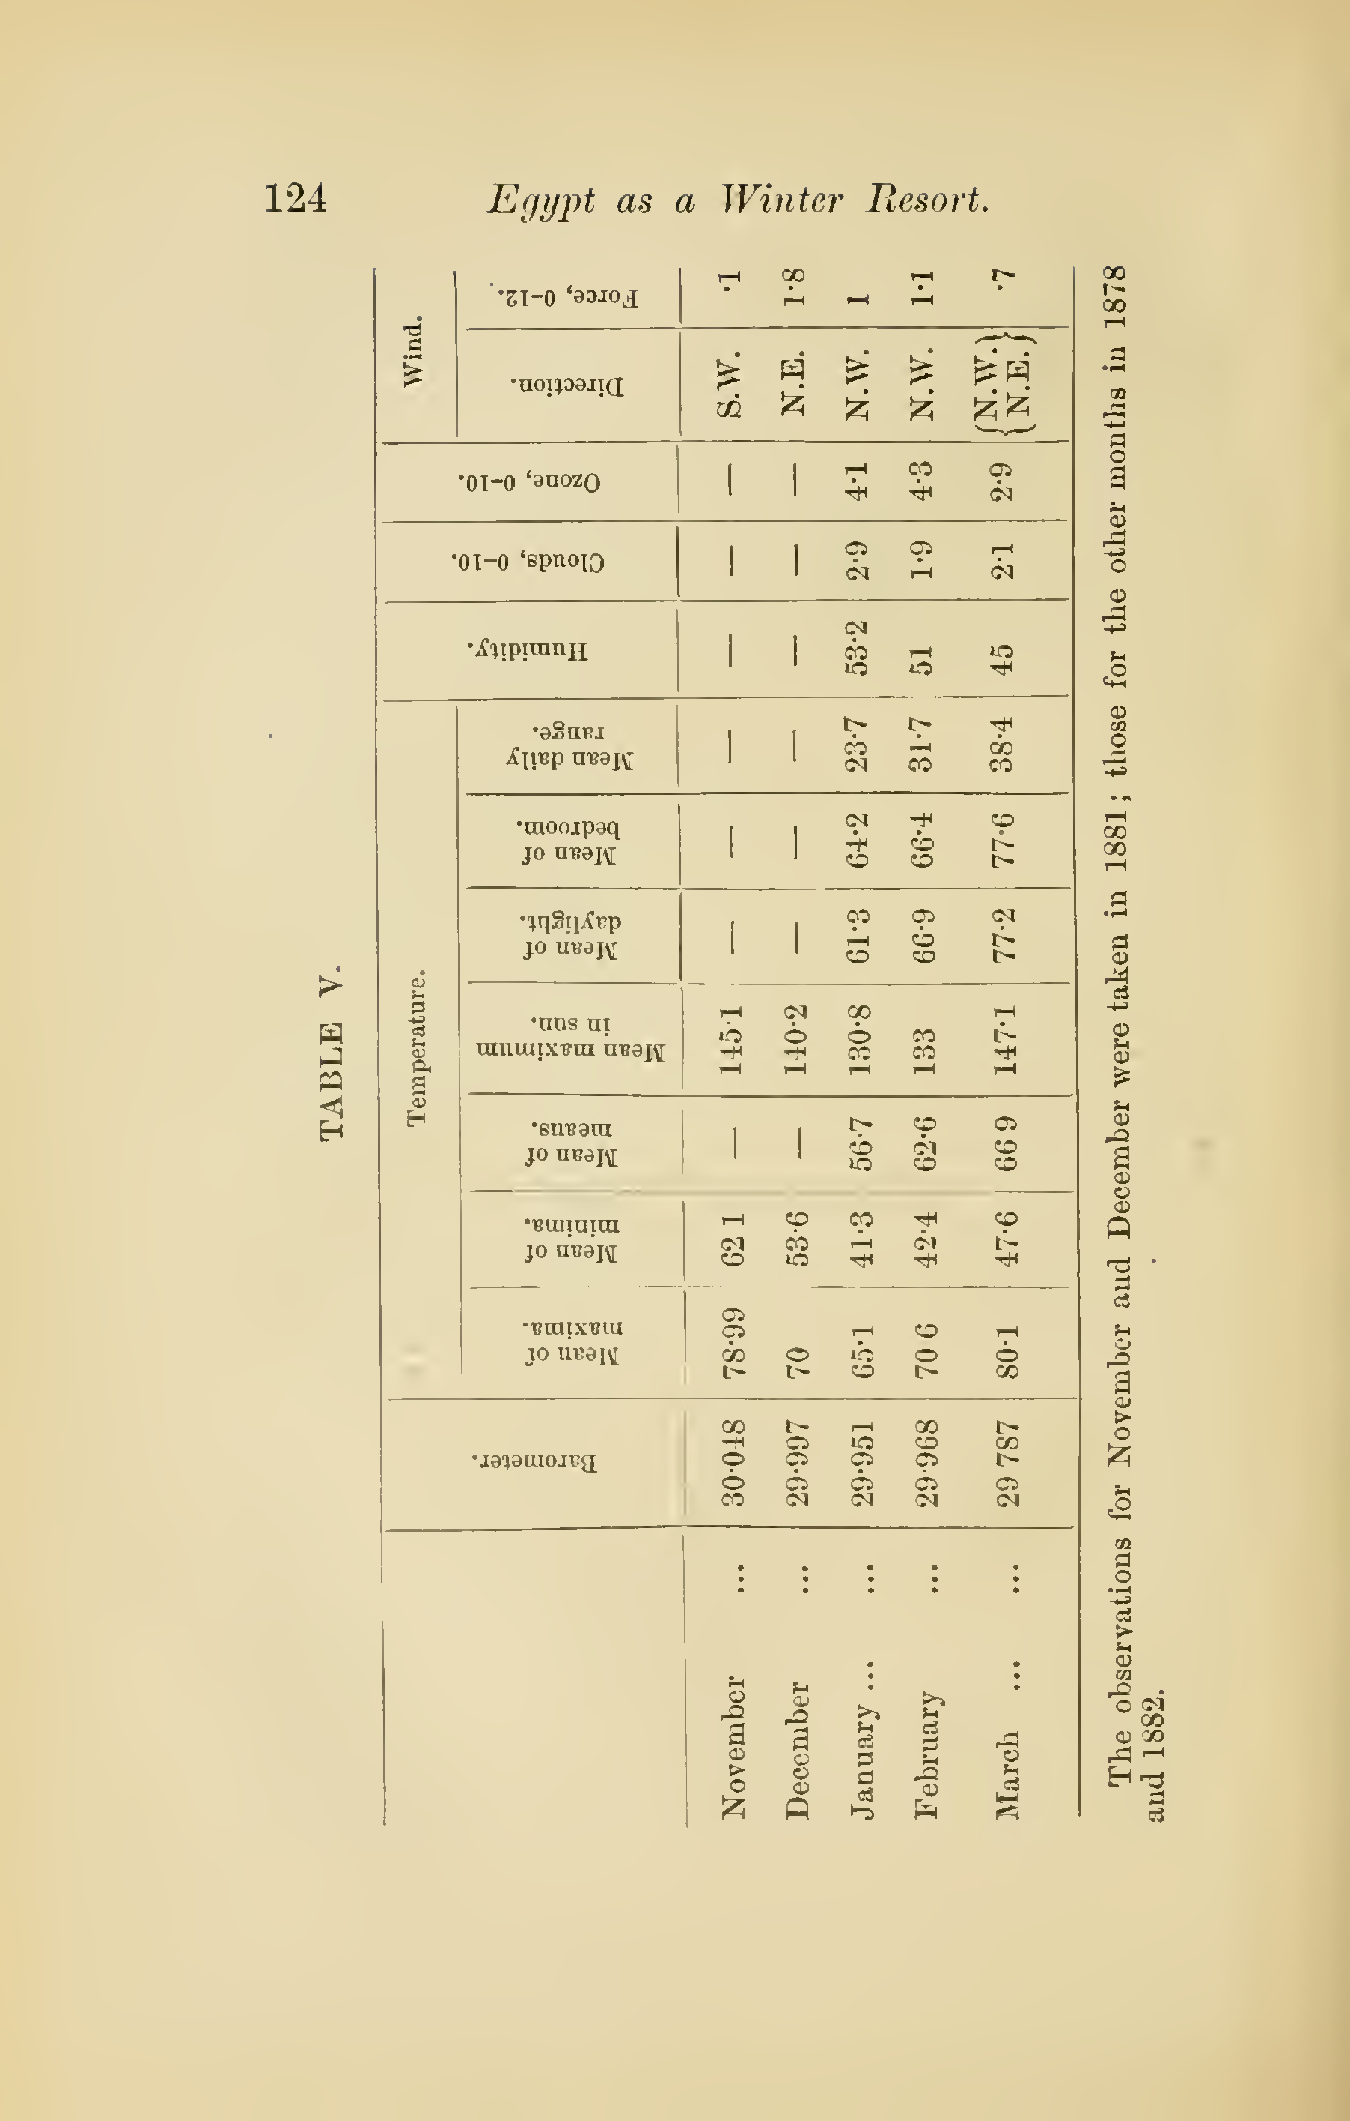 124 Egypt as a Winter Resort.
TABLE V.
Temperature. Wind.
Barometer. Mean of maxima. Mean of minima. Mean of means. Mean maximum in sun. Mean of daylight. Mean of bedroom. Mean daily range. Humidity. Clouds, 0-10. Ozone, 0-10. Direction. Force, 0-12.
November ... 30·048 78·99 62 1 — 145·1 — — — — — — S.W. ·1
December ... 29·997 70 53·6 — 140·2 — — — — — — N.E. 1·8
January ... ... 29·951 65·1 41·3 56·7 130·8 61·3 64·2 23·7 53·2 2·9 4·1 N.W. 1
February ... 29·968 70 6 42·4 62·6 133 66·9 66·4 31·7 51 1·9 4·3 N.W. 1·1
March ... ... 29 787 80·1 47·6 66 9 147·1 77·2 77·6 38·4 45 2·1 2·9 {N.W.} {N.E.} ·7
The observations for November and December were taken in 1881; those for the other months in 1878
and 1882.